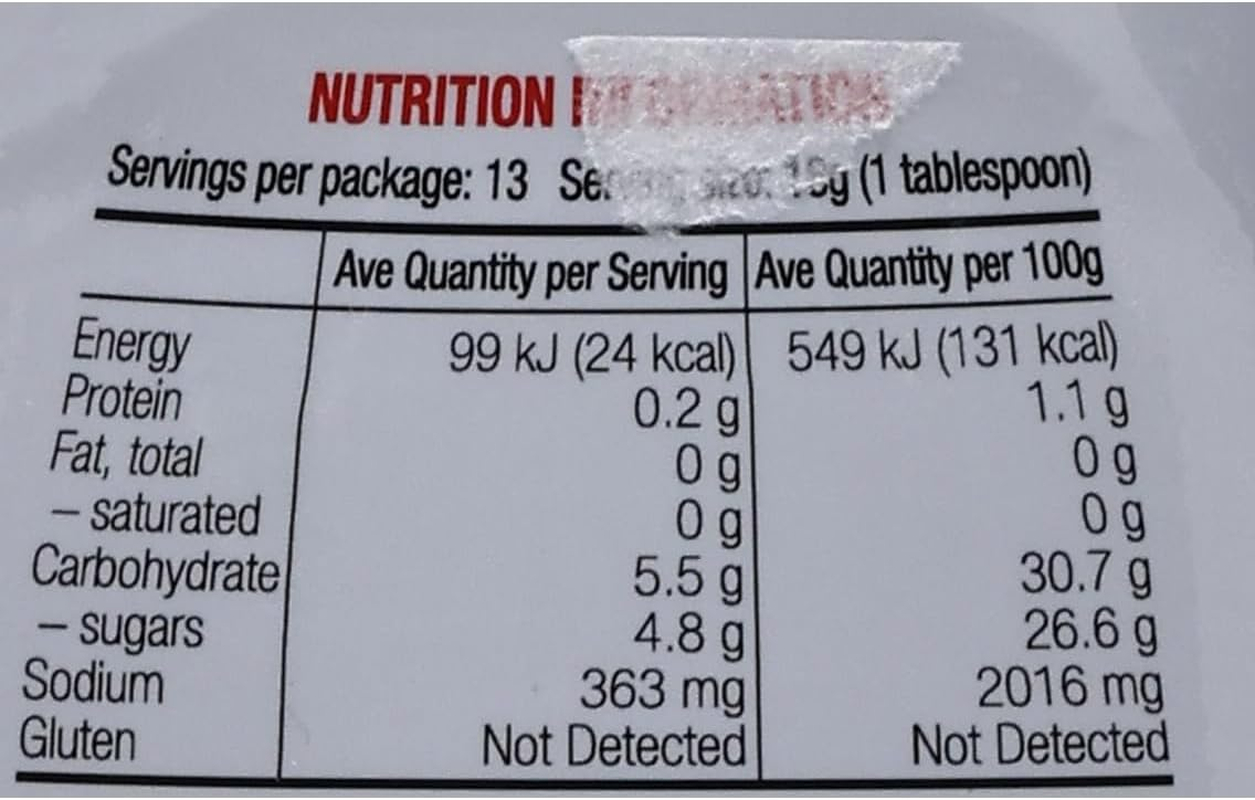 NUTRITION
Servings per package: 13 (1 tablespoon)
Ave Quantity per Serving Ave Quantity per 100g
Energy 99 kJ (24 kcal) 549 kJ (131 kcal)
Protein 0.2 g 1.1 g
Fat, total 0 g 0 g
– saturated 0 g 0 g
Carbohydrate 5.5 g 30.7 g
– sugars 4.8 g 26.6 g
Sodium 363 mg 2016 mg
Gluten Not Detected Not Detected